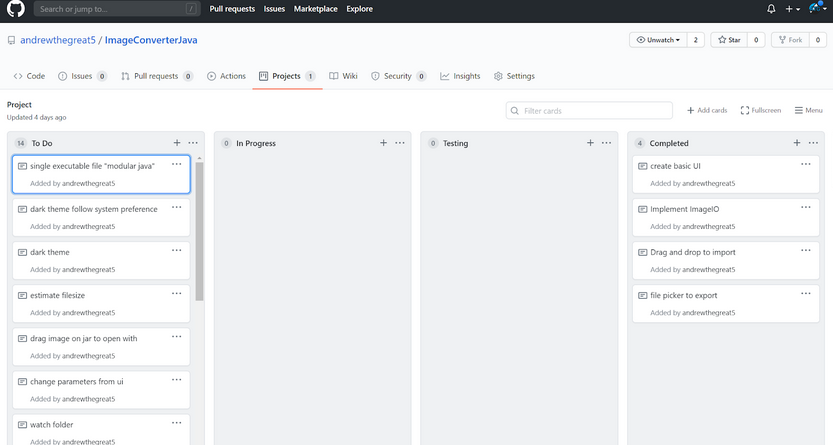 Search or jump to...
/
Pull requests Issues Marketplace Explore
andrewthegreat5 / ImageConverterJava
Unwatch 2
Star 0
Fork 0
Code
Issues 0
Pull requests 0
Actions
Projects 1
Wiki
Security 0
Insights
Settings
Project
Updated 4 days ago
Filter cards
Add cards
Fullscreen
Menu
14 To Do
single executable file "modular java"
Added by andrewthegreat5
dark theme follow system preference
Added by andrewthegreat5
dark theme
Added by andrewthegreat5
estimate filesize
Added by andrewthegreat5
drag image on jar to open with
Added by andrewthegreat5
change parameters from ui
Added by andrewthegreat5
watch folder
Added by andrewthegreat5
0 In Progress
0 Testing
4 Completed
create basic UI
Added by andrewthegreat5
Implement ImageIO
Added by andrewthegreat5
Drag and drop to import
Added by andrewthegreat5
file picker to export
Added by andrewthegreat5